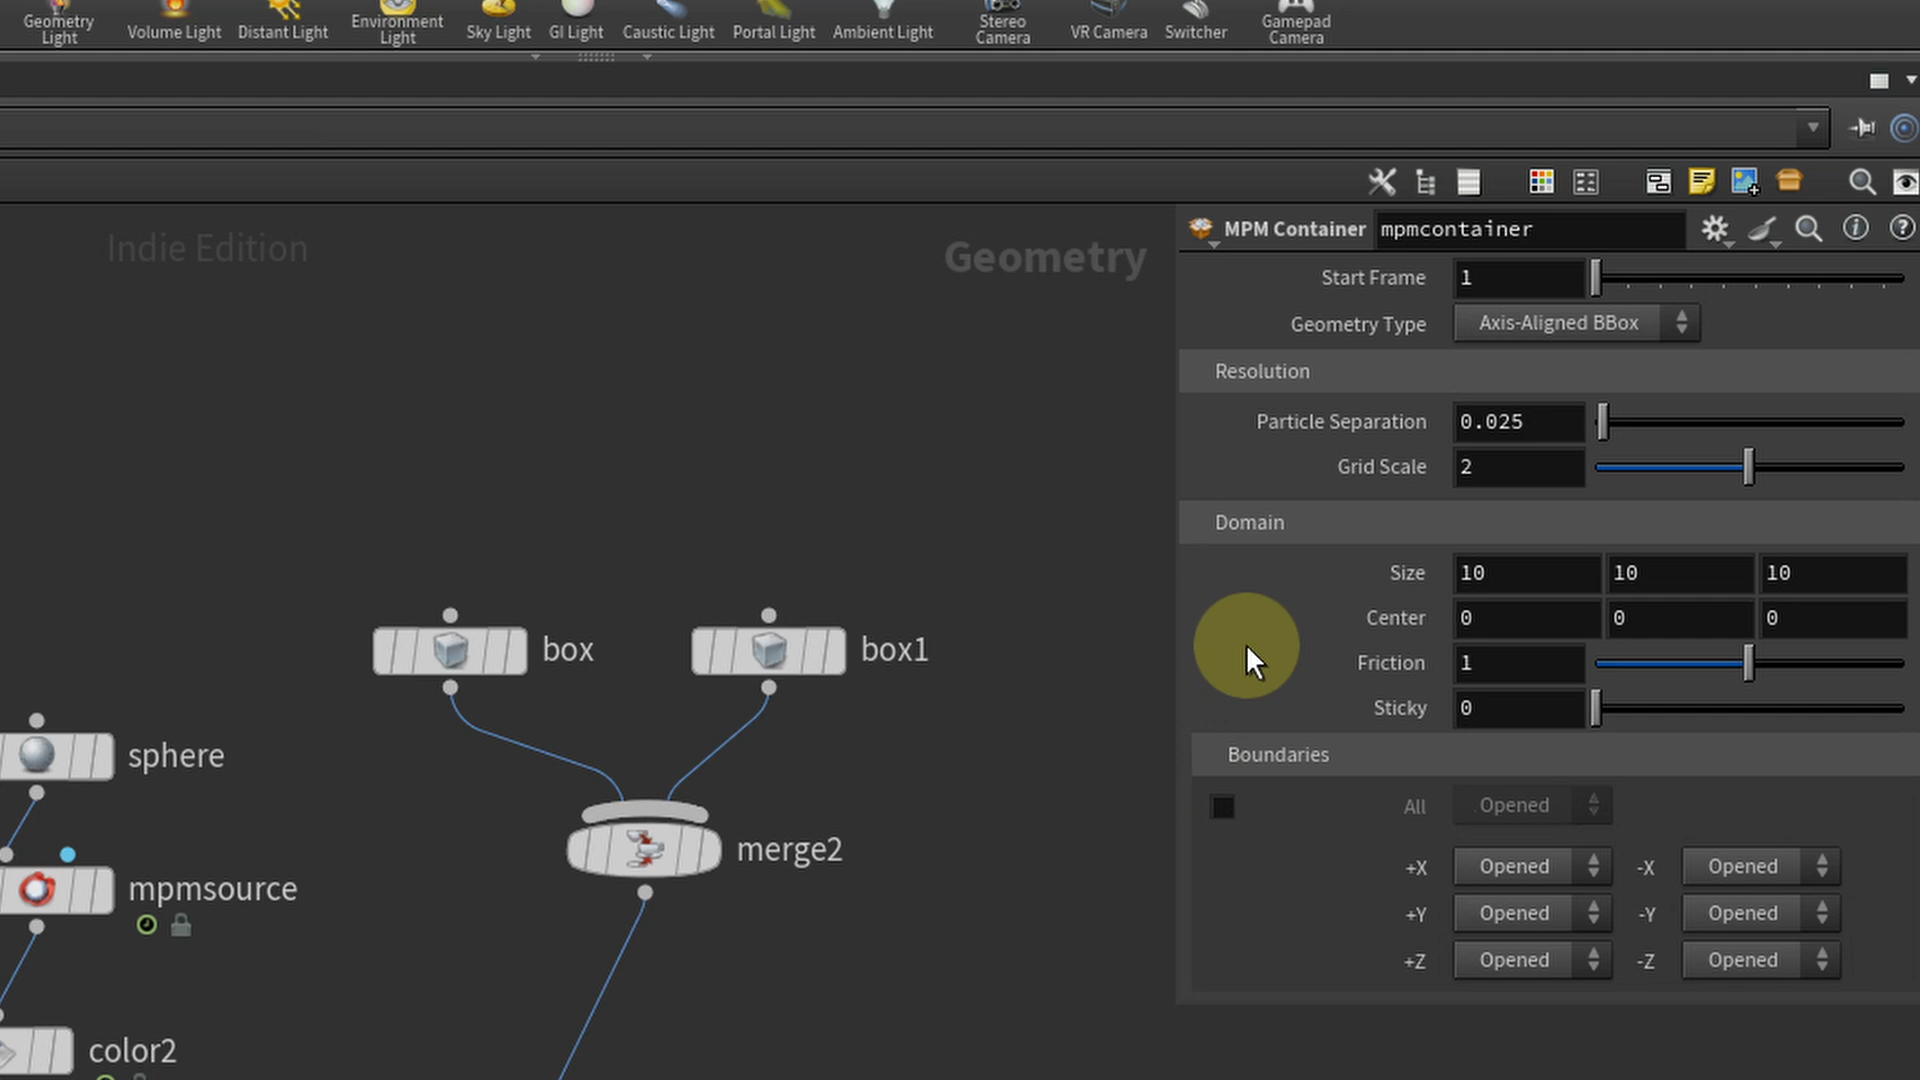 Geometry Light
Volume Light
Distant Light
Environment Light
Sky Light
GI Light
Caustic Light
Portal Light
Ambient Light
Stereo Camera
VR Camera
Switcher
Gamepad Camera
Indie Edition
Geometry
MPM Container mpmcontainer
Start Frame 1
Geometry Type Axis-Aligned BBox
Resolution
Particle Separation 0.025
Grid Scale 2
Domain
Size 10 10 10
Center 0 0 0
Friction 1
Sticky 0
Boundaries
All Opened
+X Opened -X Opened
+Y Opened -Y Opened
+Z Opened -Z Opened
box
box1
sphere
merge2
mpmsource
color2